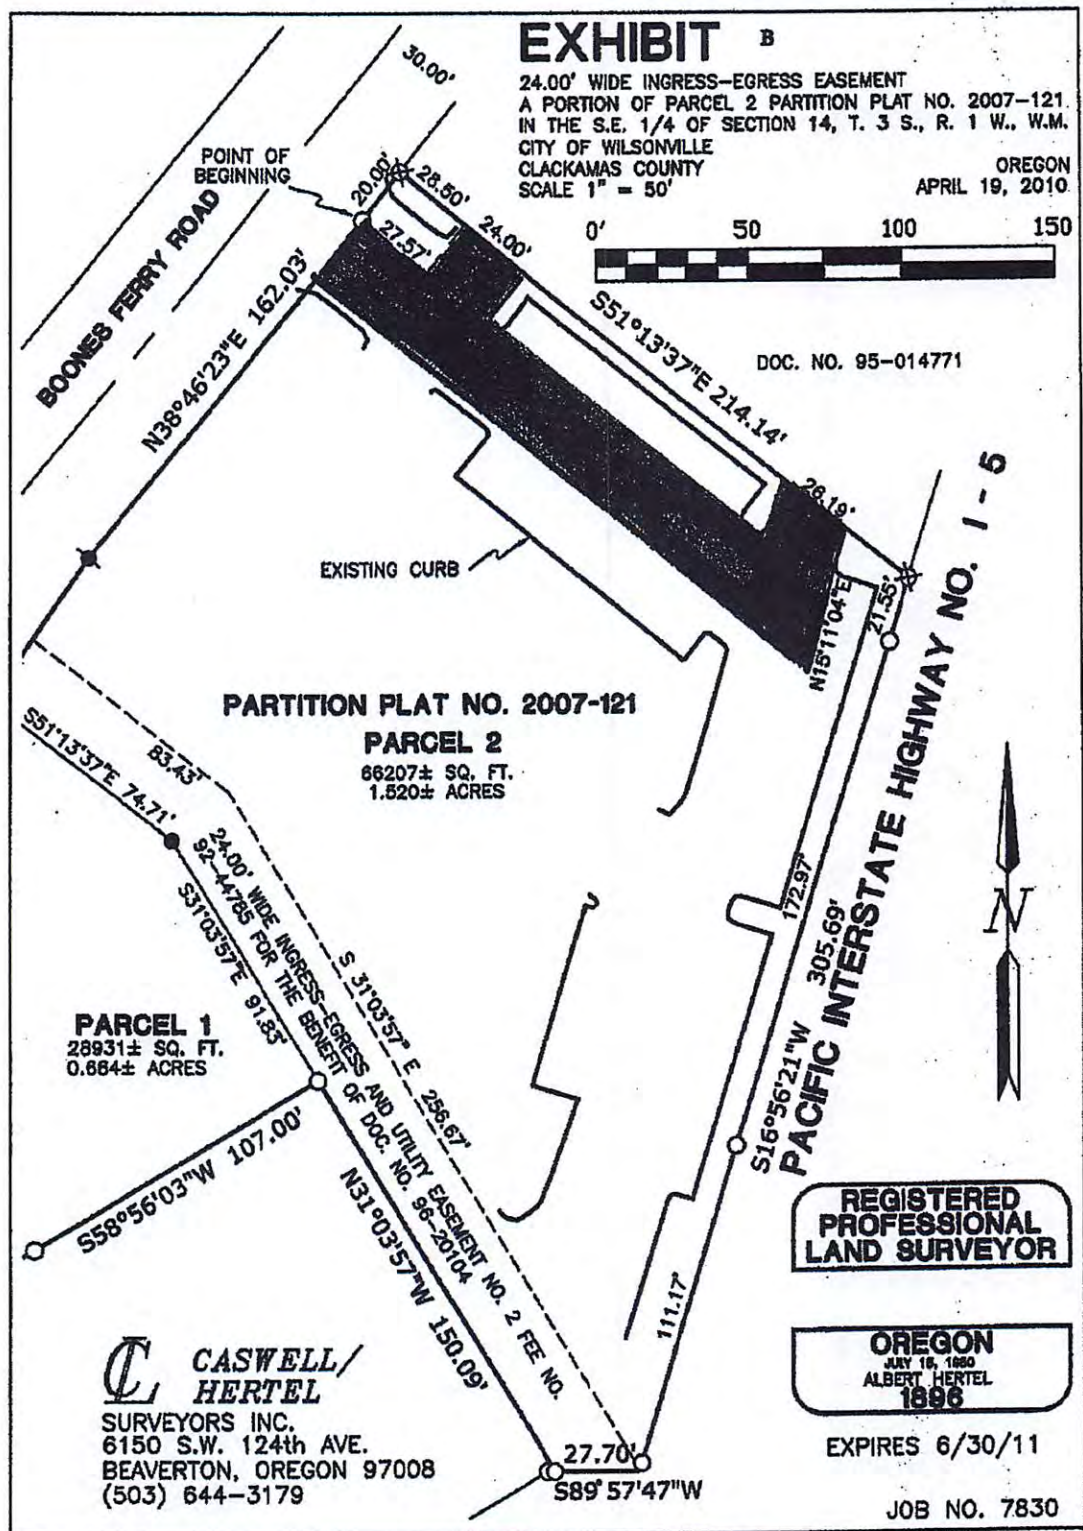 EXHIBIT B
24.00' WIDE INGRESS-EGRESS EASEMENT
A PORTION OF PARCEL 2 PARTITION PLAT NO. 2007-121
IN THE S.E. 1/4 OF SECTION 14, T. 3 S., R. 1 W., W.M.
CITY OF WILSONVILLE
CLACKAMAS COUNTY OREGON
SCALE 1" = 50' APRIL 19, 2010
0' 50 100 150
30.00'
POINT OF
BEGINNING
20.00'
28.50'
24.00'
27.57'
BOONES FERRY ROAD
N38°46'23"E 162.03'
S51°13'37"E 214.14'
DOC. NO. 95-014771
26.19'
EXISTING CURB
N15°11'04"E
21.55'
PACIFIC INTERSTATE HIGHWAY NO. I-5
PARTITION PLAT NO. 2007-121
PARCEL 2
66207± SQ. FT.
1.520± ACRES
83.43'
S51°13'37"E 74.71'
24.00' WIDE INGRESS-EGRESS AND UTILITY EASEMENT NO. 2 FEE NO.
92-44785 FOR THE BENEFIT OF DOC. NO. 96-20104
S31°03'57"E 91.83'
S 31°03'57" E 256.67'
172.97'
S16°56'21"W 305.69'
N
PARCEL 1
28931± SQ. FT.
0.664± ACRES
S58°56'03"W 107.00'
N31°03'57"W 150.09'
111.17'
27.70'
S89°57'47"W
REGISTERED
PROFESSIONAL
LAND SURVEYOR
OREGON
ALBERT HERTEL
1896
EXPIRES 6/30/11
JOB NO. 7830
CL CASWELL/
HERTEL
SURVEYORS INC.
6150 S.W. 124th AVE.
BEAVERTON, OREGON 97008
(503) 644-3179